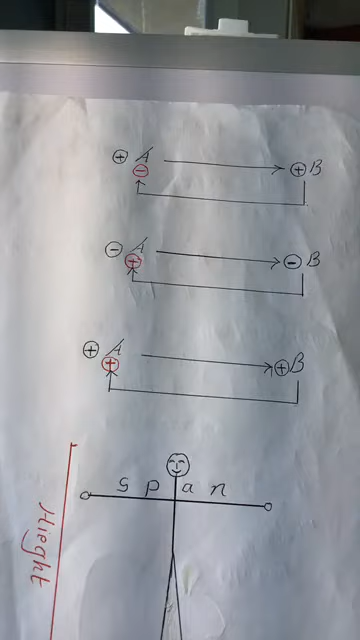 ⊕ A → ⊕ B
⊖
⊖ A → ⊖ B
⊕
⊕ A → ⊕ B
⊕
Span
Hieght